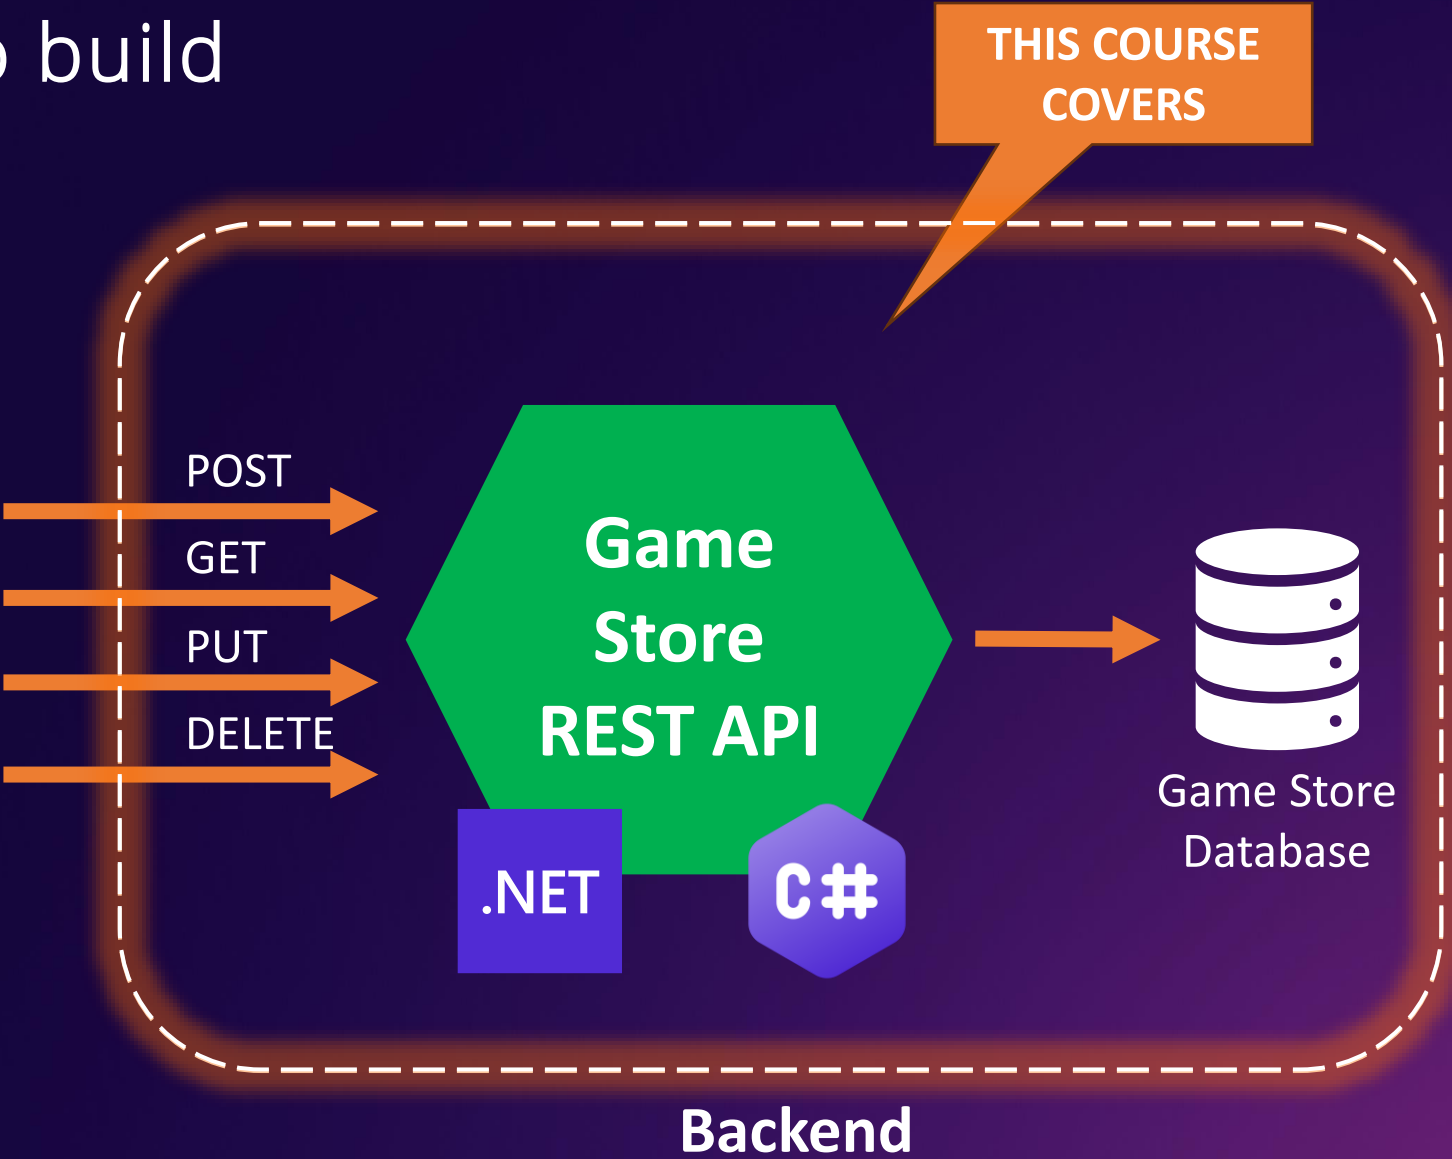 build
THIS COURSE
COVERS
POST
GET
PUT
DELETE
Game
Store
REST API
.NET
C#
Game Store
Database
Backend